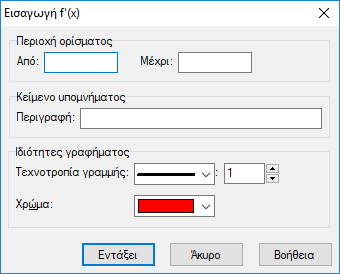 Εισαγωγή f'(x)
Περιοχή ορίσματος
Από: Μέχρι:
Κείμενο υπομνήματος
Περιγραφή:
Ιδιότητες γραφήματος
Τεχνοτροπία γραμμής: : 1
Χρώμα:
Εντάξει Άκυρο Βοήθεια